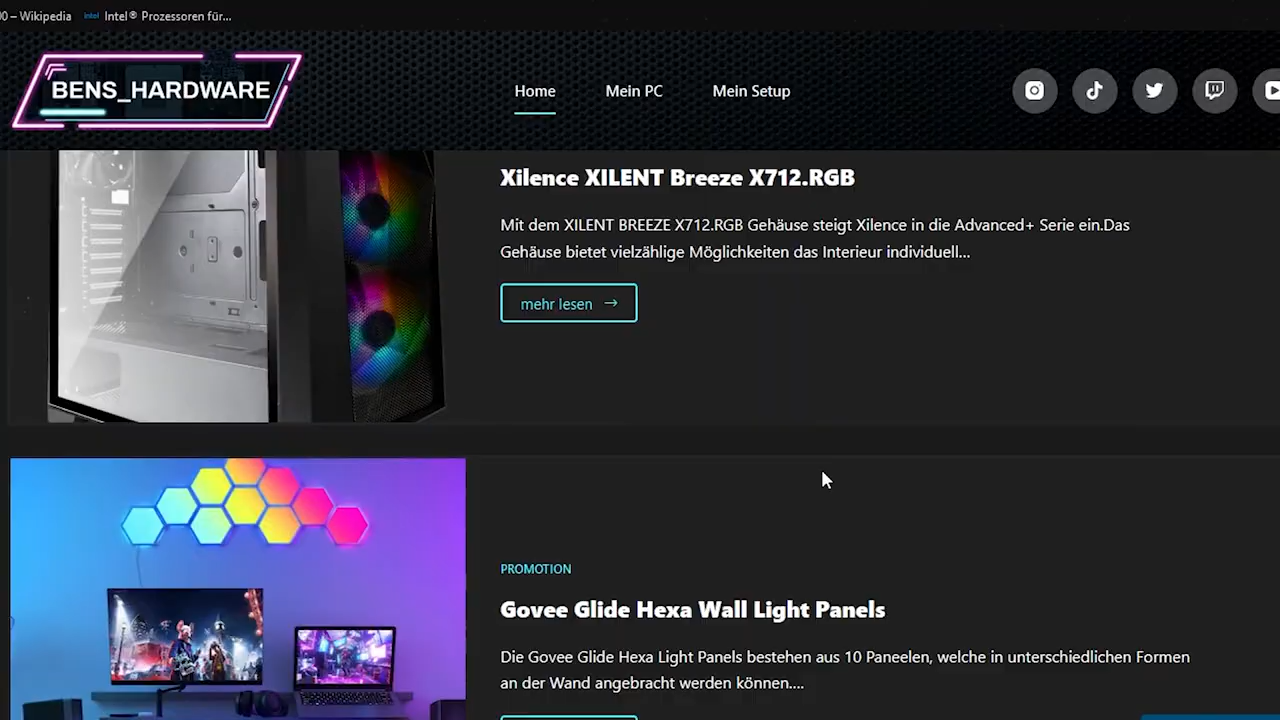 00 – Wikipedia
intel Intel® Prozessoren für...
BENS_HARDWARE
Home
Mein PC
Mein Setup
Xilence XILENT Breeze X712.RGB
Mit dem XILENT BREEZE X712.RGB Gehäuse steigt Xilence in die Advanced+ Serie ein.Das
Gehäuse bietet vielzählige Möglichkeiten das Interieur individuell...
mehr lesen →
PROMOTION
Govee Glide Hexa Wall Light Panels
Die Govee Glide Hexa Light Panels bestehen aus 10 Paneelen, welche in unterschiedlichen Formen
an der Wand angebracht werden können....